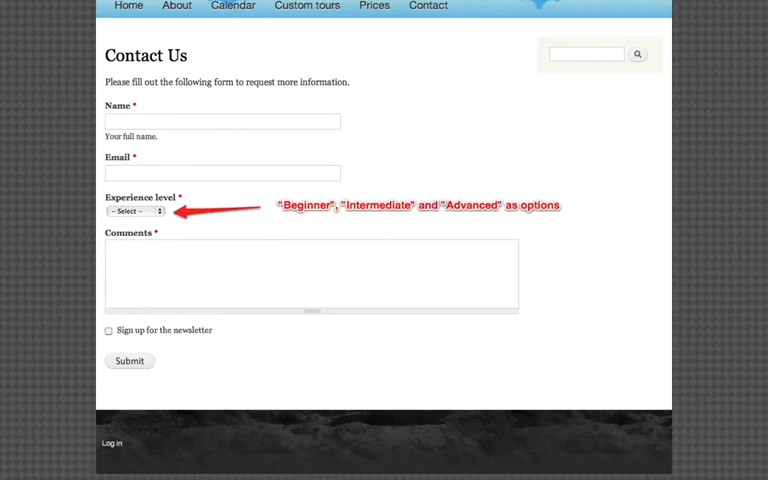 Home About Calendar Custom tours Prices Contact
Contact Us
Please fill out the following form to request more information.
Name *
Your full name.
Email *
Experience level *
- Select -
"Beginner", "Intermediate" and "Advanced" as options
Comments *
Sign up for the newsletter
Submit
Log in